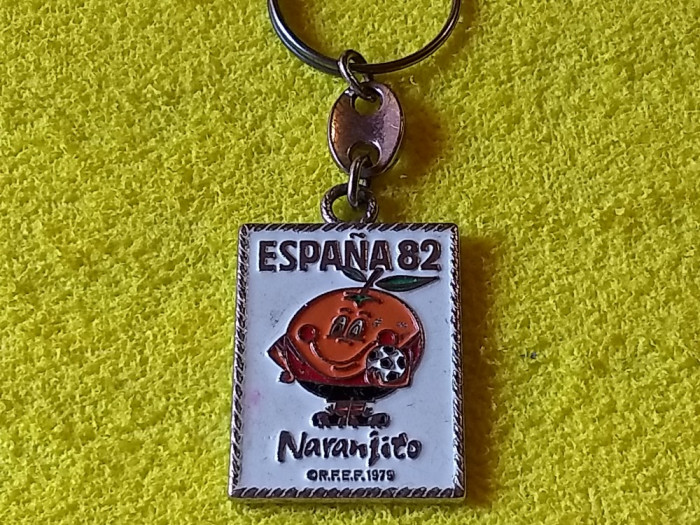 ESPAÑA 82
Naranjito
©R.F.E.F. 1979